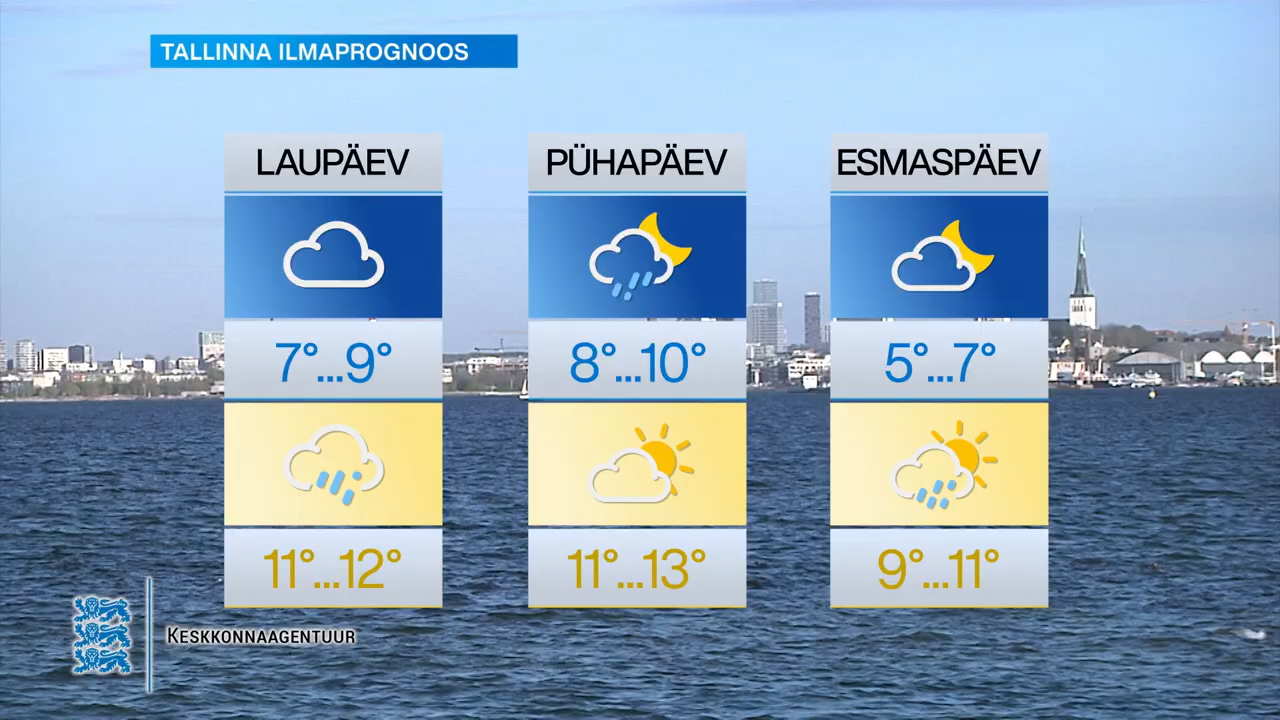 TALLINNA ILMAPROGNOOS
LAUPÄEV
7°...9°
11°...12°
PÜHAPÄEV
8°...10°
11°...13°
ESMASPÄEV
5°...7°
9°...11°
KESKKONNAAGENTUUR